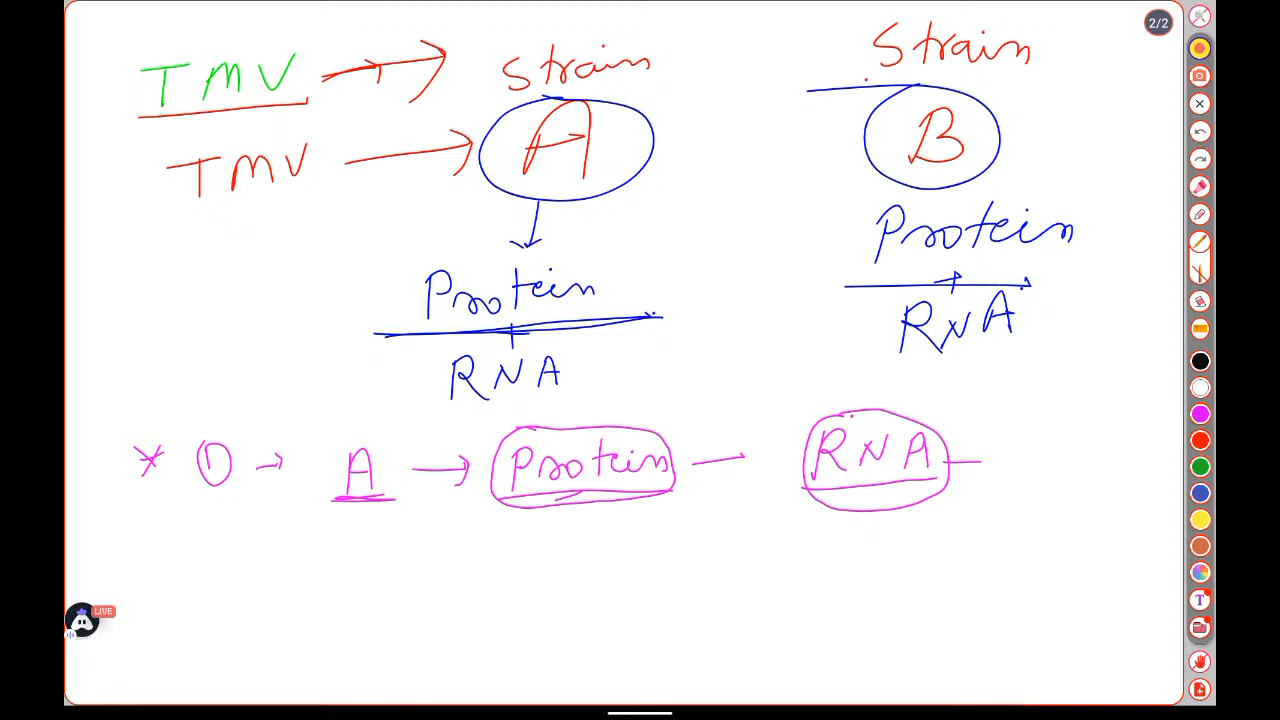 2/2
TMV → Strain Strain
TMV → A B
Protein Protein
RNA RNA
* ① → A → Protein — RNA —
LIVE
T